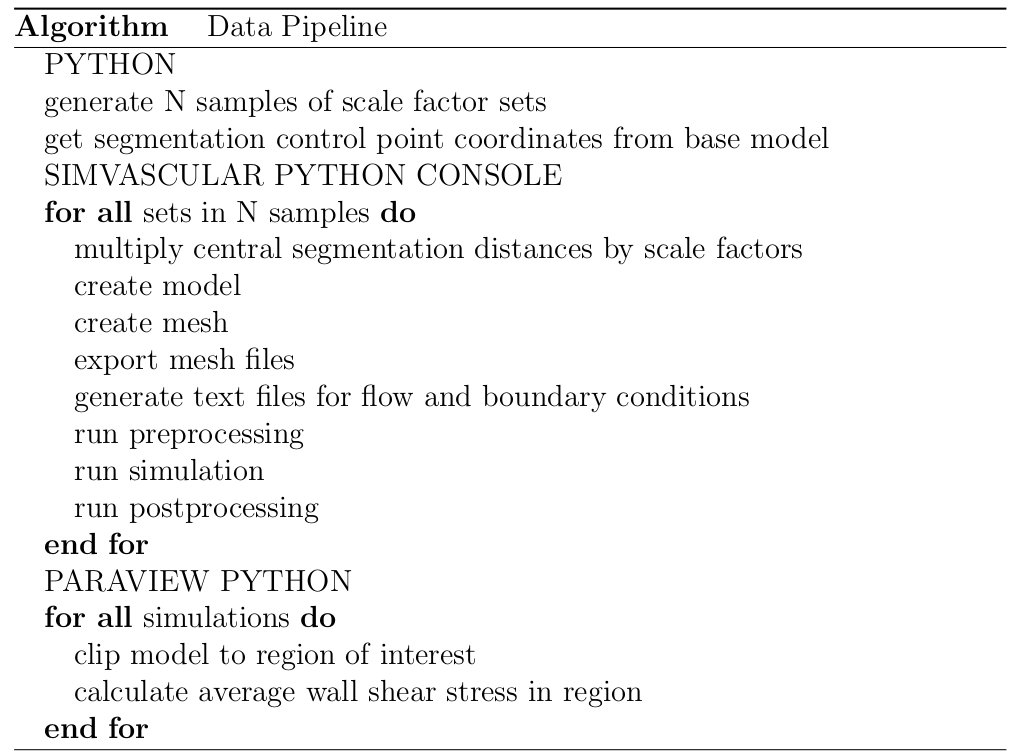 Algorithm Data Pipeline
PYTHON
generate N samples of scale factor sets
get segmentation control point coordinates from base model
SIMVASCULAR PYTHON CONSOLE
for all sets in N samples do
multiply central segmentation distances by scale factors
create model
create mesh
export mesh files
generate text files for flow and boundary conditions
run preprocessing
run simulation
run postprocessing
end for
PARAVIEW PYTHON
for all simulations do
clip model to region of interest
calculate average wall shear stress in region
end for